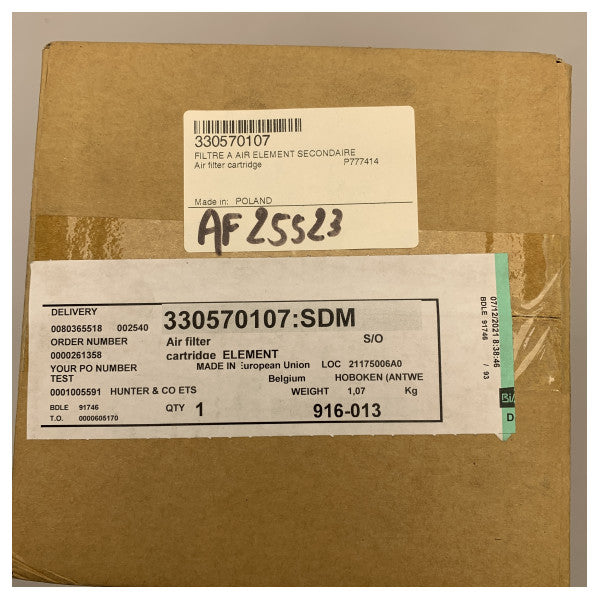 330570107
FILTRE A AIR ELEMENT SECONDAIRE
Air filter cartridge P777414
Made in: POLAND
AF 25523
DELIVERY
0080365518 002540
ORDER NUMBER
0000261358
YOUR PO NUMBER
TEST
0001005591 HUNTER & CO ETS
BDLE 91746
T.O. 0000605170
330570107:SDM
Air filter S/O
cartridge ELEMENT
MADE IN European Union LOC 21175006A0
Belgium HOBOKEN (ANTWE
WEIGHT 1,07 Kg
QTY 1 916-013
07/12/2021 8:38:46
BDLE 91746 / 93
D